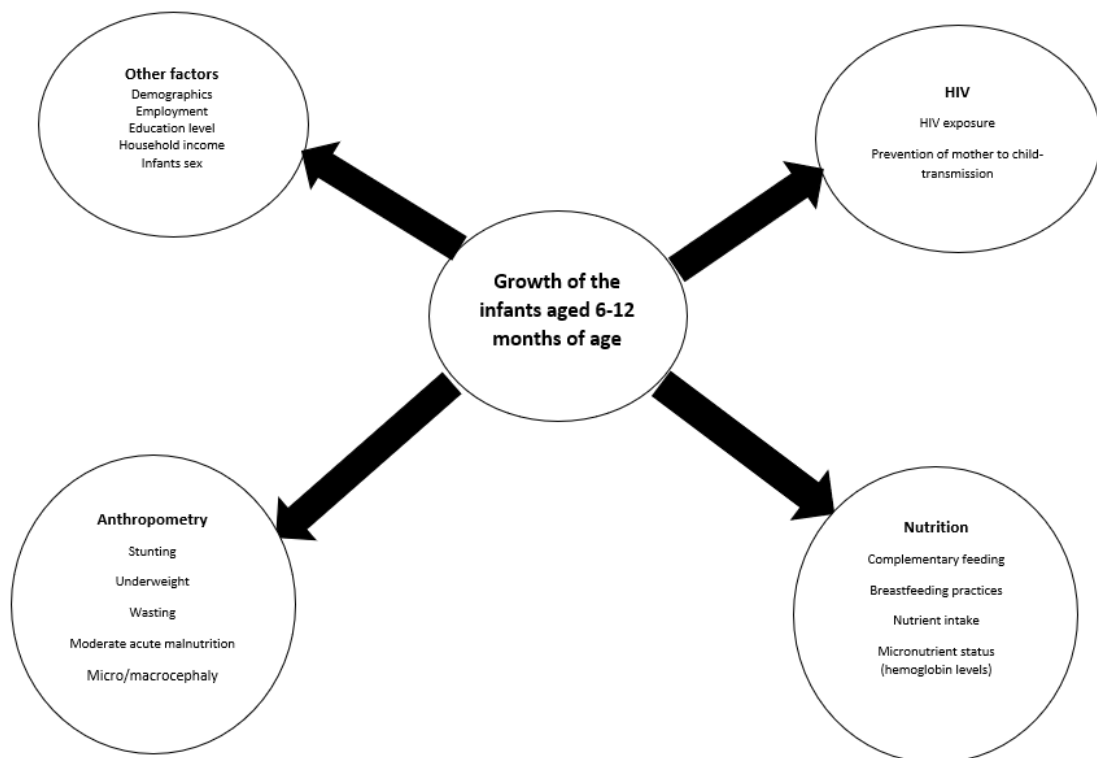 Other factors
Demographics
Employment
Education level
Household income
Infants sex
HIV
HIV exposure
Prevention of mother to child-
transmission
Growth of the
infants aged 6-12
months of age
Anthropometry
Stunting
Underweight
Wasting
Moderate acute malnutrition
Micro/macrocephaly
Nutrition
Complementary feeding
Breastfeeding practices
Nutrient intake
Micronutrient status
(hemoglobin levels)